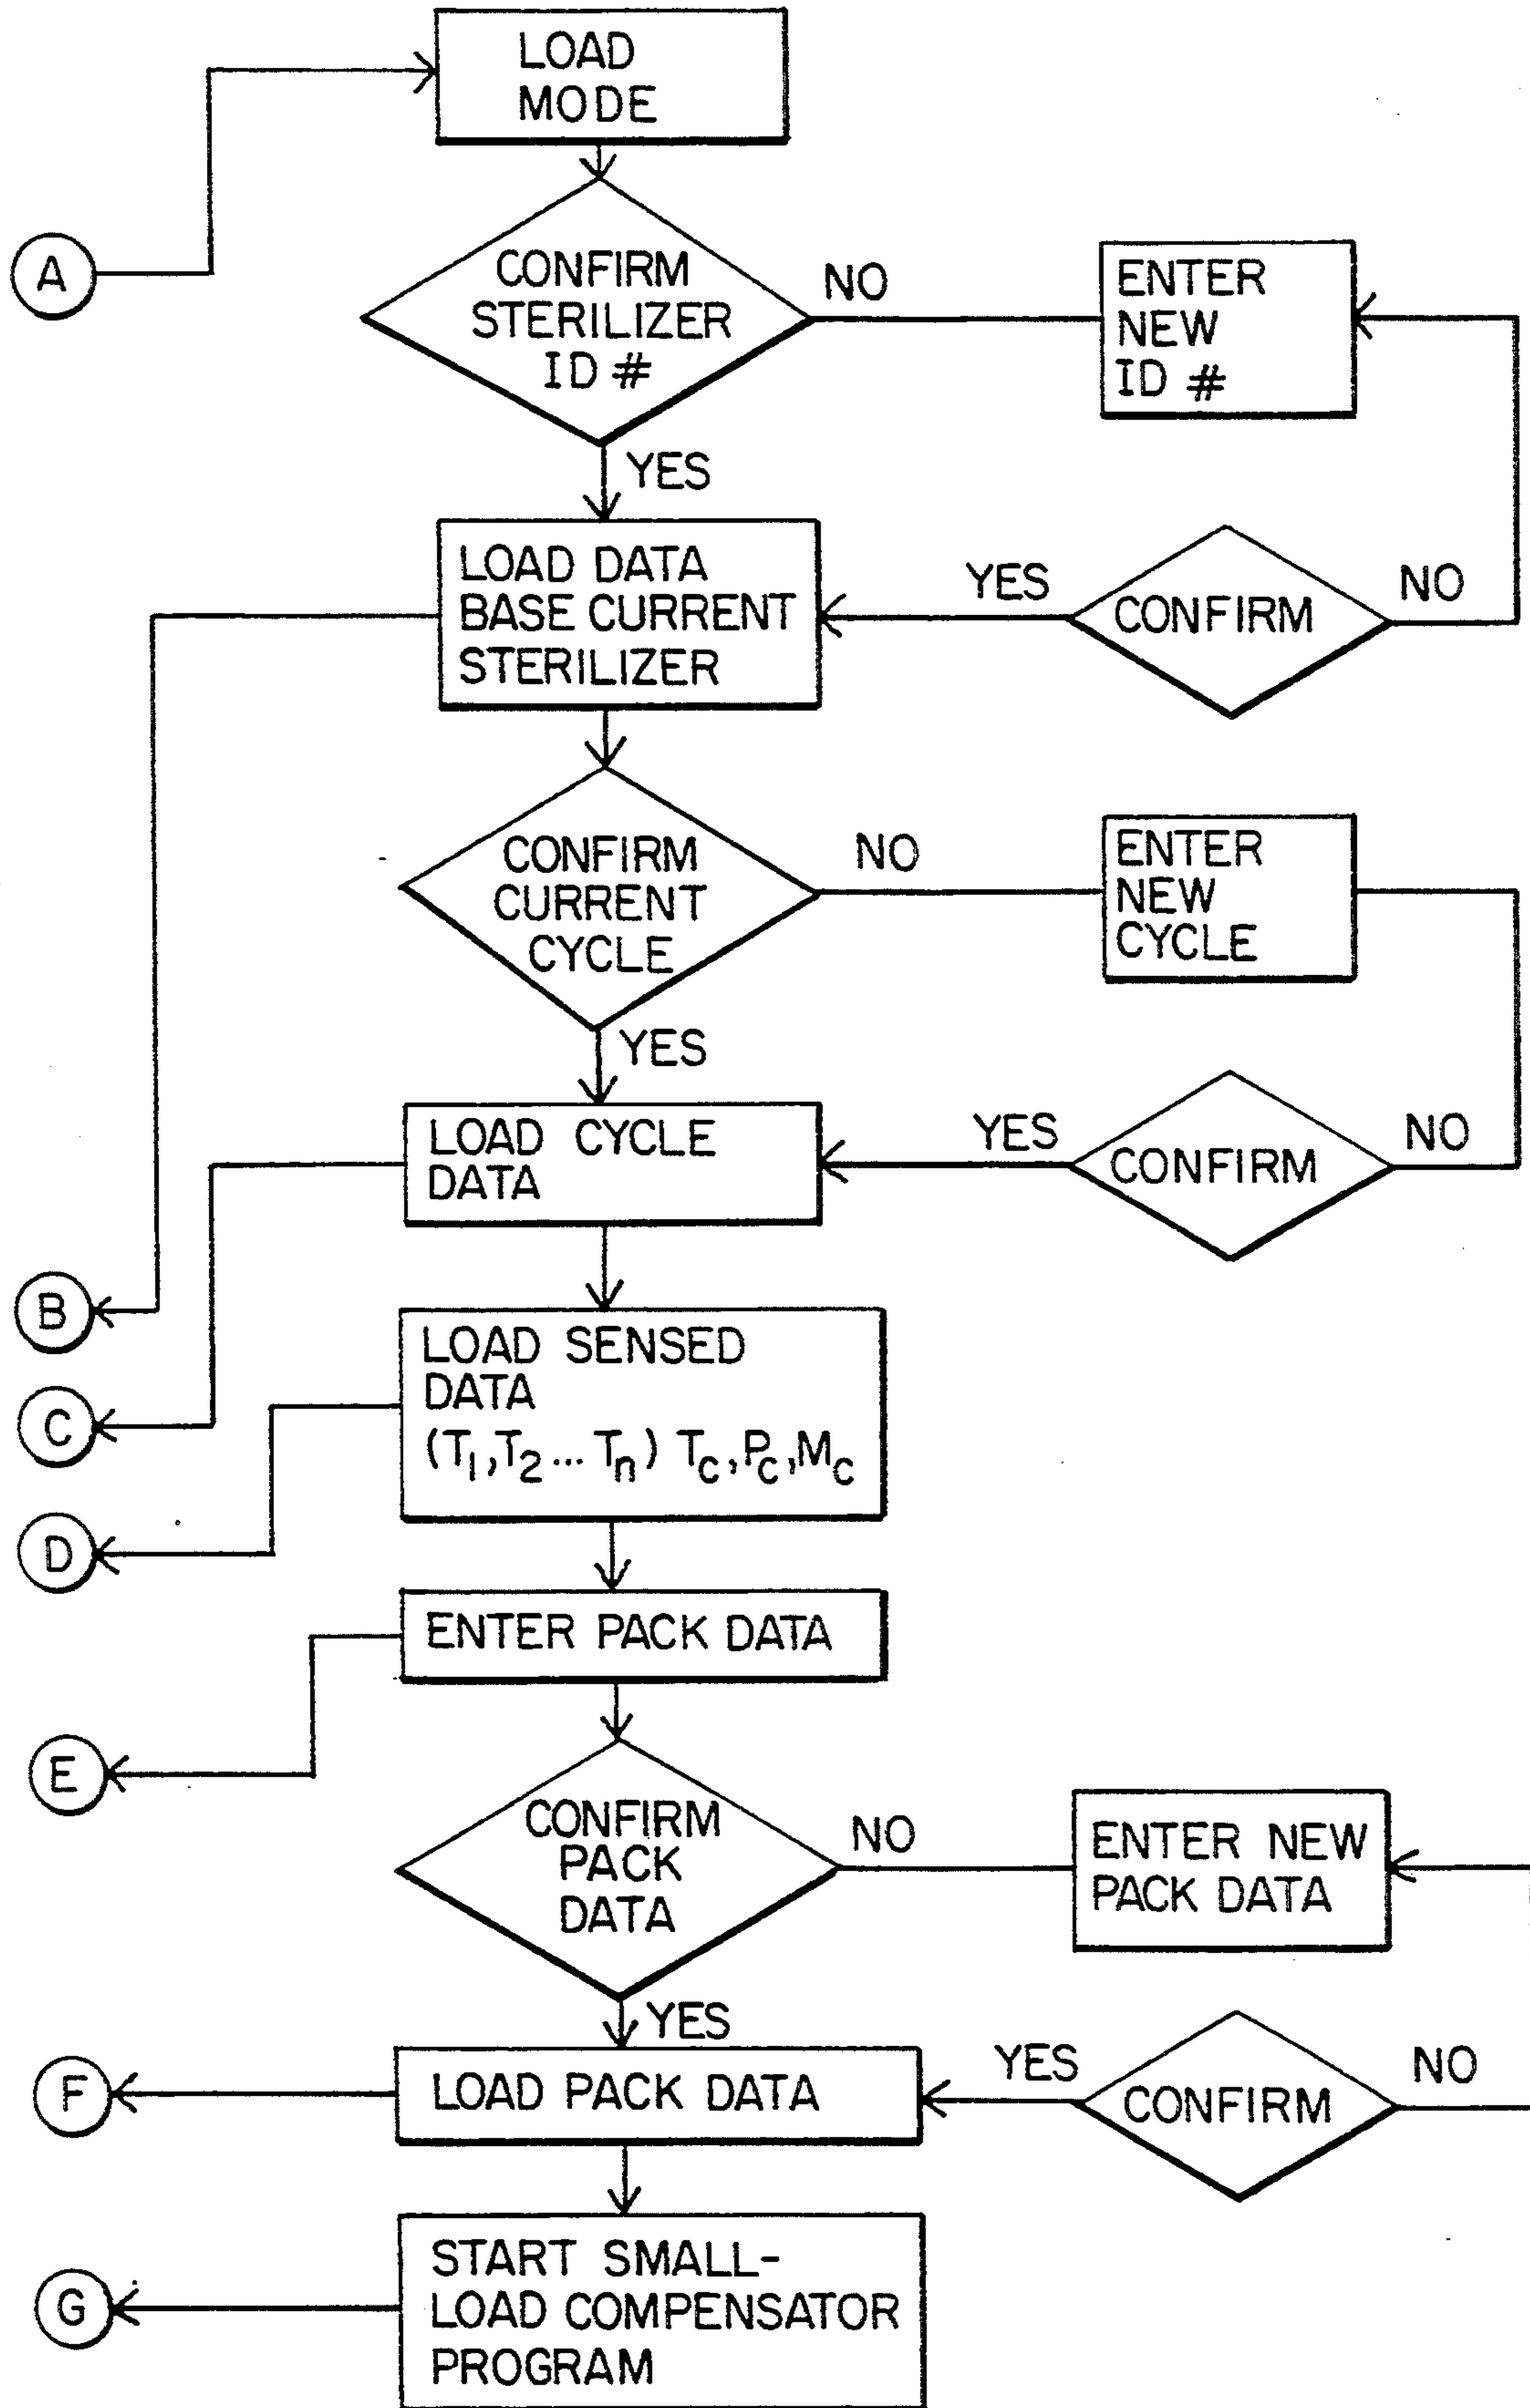 LOAD
MODE
A
CONFIRM
STERILIZER
ID #
NO
ENTER
NEW
ID #
YES
LOAD DATA
BASE CURRENT
STERILIZER
YES
CONFIRM
NO
CONFIRM
CURRENT
CYCLE
NO
ENTER
NEW
CYCLE
YES
LOAD CYCLE
DATA
YES
CONFIRM
NO
B
LOAD SENSED
DATA
(T₁,T₂...Tₙ) T_c,P_c,M_c
C
D
ENTER PACK DATA
E
CONFIRM
PACK
DATA
NO
ENTER NEW
PACK DATA
YES
F
LOAD PACK DATA
YES
CONFIRM
NO
START SMALL-
LOAD COMPENSATOR
PROGRAM
G